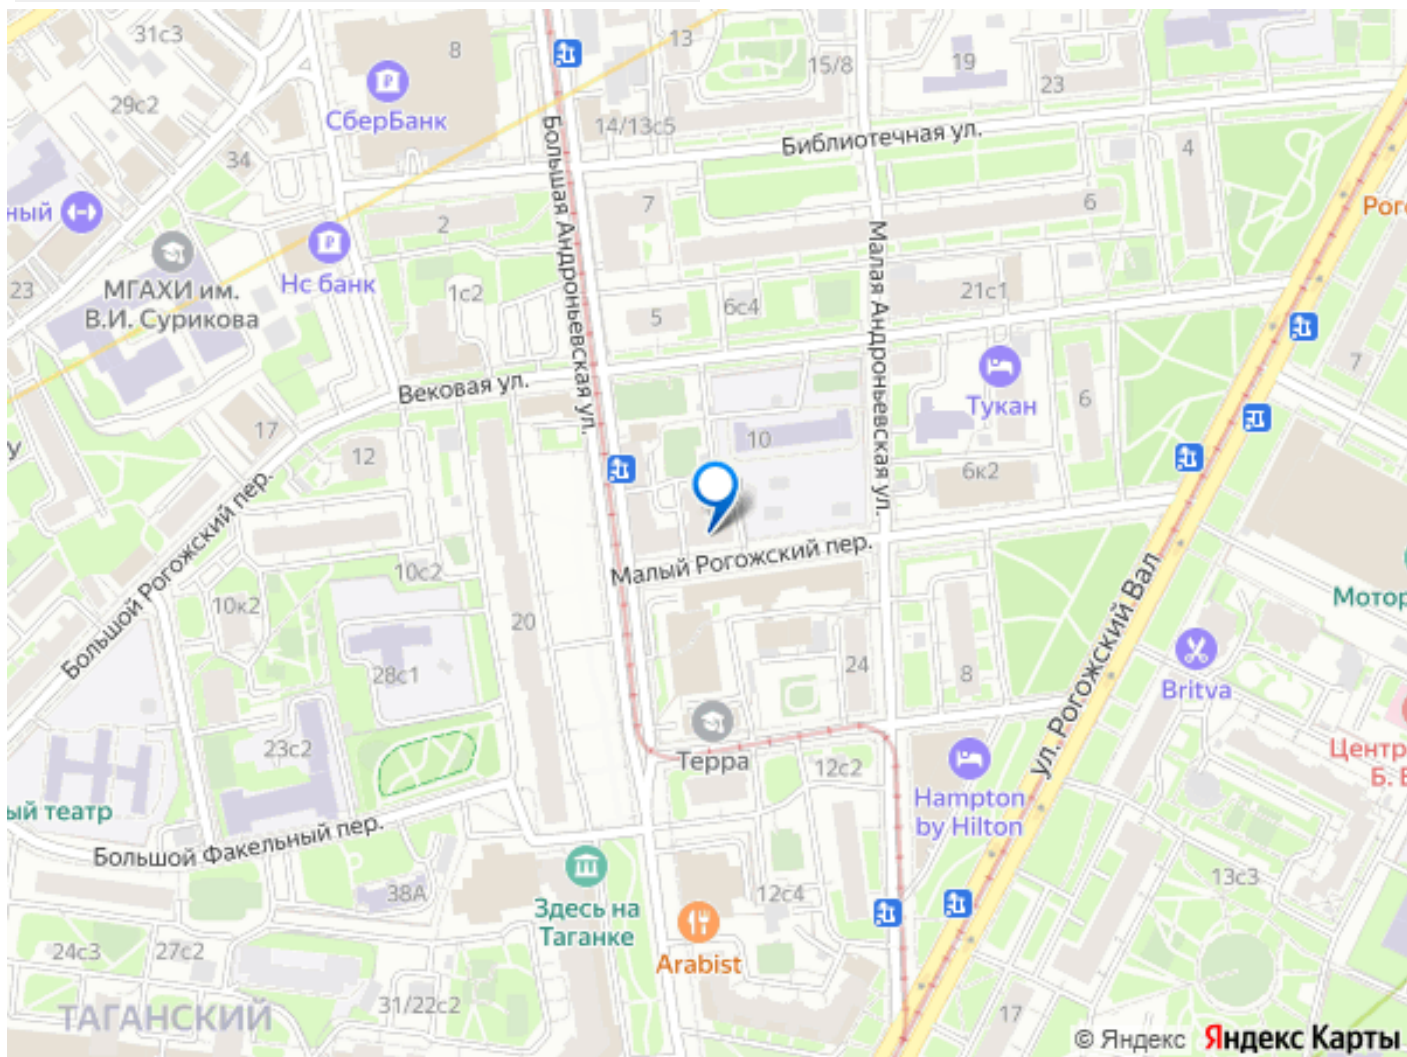 31с3
8
13
15/8
19
23
СберБанк
29с2
14/13с5
Библиотечная ул.
4
34
Большая Андроньевская ул.
ный
2
7
6
Рог
МГАХИ им.
В.И. Сурикова
Нс банк
1с2
5
6с4
Малая Андроньевская ул.
21с1
23
7
Вековая ул.
Тукан
6
У
17
12
10
6к2
Большой Рогожский пер.
Малый Рогожский пер.
10с2
10к2
20
28с1
ул. Рогожский Вал
Мотор
24
8
Britva
23с2
Терра
12с2
Центр
Б. Е
ый театр
Hampton
by Hilton
Большой Факельный пер.
38А
Здесь на
Таганке
12с4
13с3
Arabist
24с3
27с2
31/22с2
ТАГАНСКИЙ
17
© Яндекс Яндекс Карты